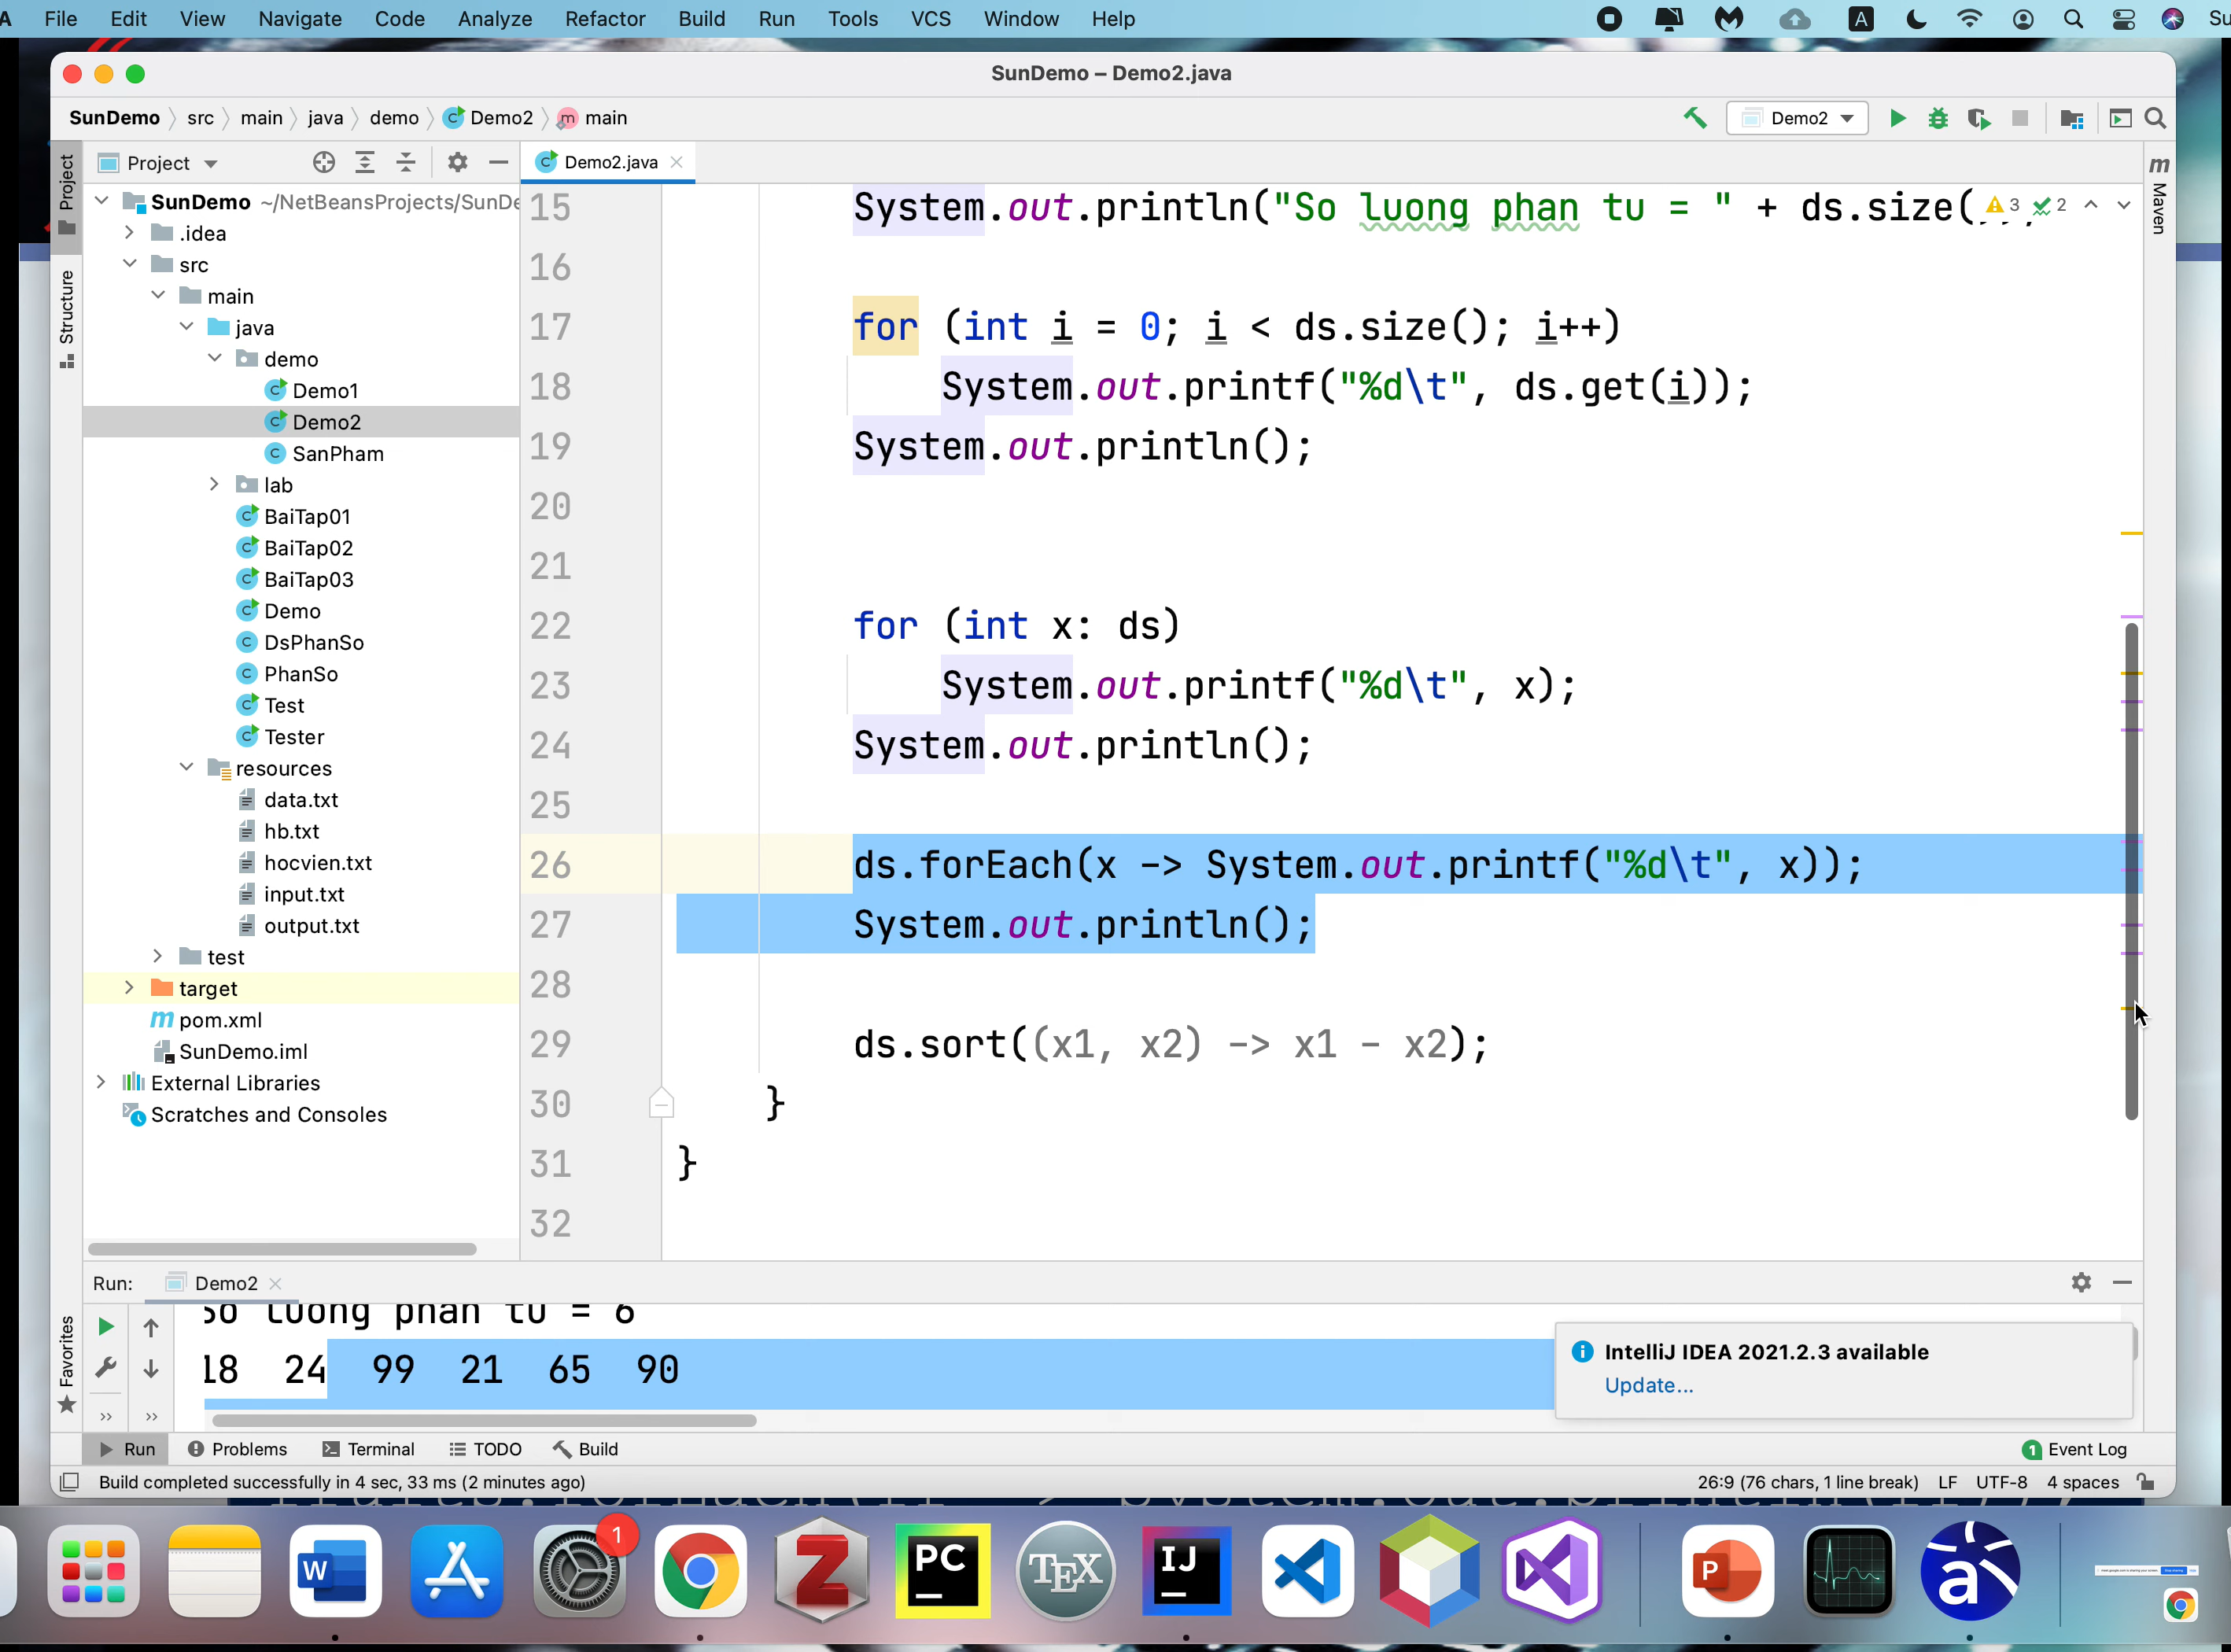 File Edit View Navigate Code Analyze Refactor Build Run Tools VCS Window Help
SunDemo – Demo2.java
SunDemo src main java demo Demo2 main
Demo2
Project
Demo2.java
Project
Structure
Favorites
Maven
SunDemo ~/NetBeansProjects/SunDe
.idea
src
main
java
demo
Demo1
Demo2
SanPham
lab
BaiTap01
BaiTap02
BaiTap03
Demo
DsPhanSo
PhanSo
Test
Tester
resources
data.txt
hb.txt
hocvien.txt
input.txt
output.txt
test
target
pom.xml
SunDemo.iml
External Libraries
Scratches and Consoles
15 System.out.println("So luong phan tu = " + ds.size(
3 2
16
17 for (int i = 0; i < ds.size(); i++)
18 System.out.printf("%d\t", ds.get(i));
19 System.out.println();
20
21
22 for (int x: ds)
23 System.out.printf("%d\t", x);
24 System.out.println();
25
26 ds.forEach(x -> System.out.printf("%d\t", x));
27 System.out.println();
28
29 ds.sort((x1, x2) -> x1 - x2);
30 }
31 }
32
Run: Demo2
So luong phan tu = 6
18 24 99 21 65 90
IntelliJ IDEA 2021.2.3 available
Update...
Run Problems Terminal TODO Build
1 Event Log
Build completed successfully in 4 sec, 33 ms (2 minutes ago)
26:9 (76 chars, 1 line break) LF UTF-8 4 spaces
1
W
Z
PC
TEX
IJ
P
a